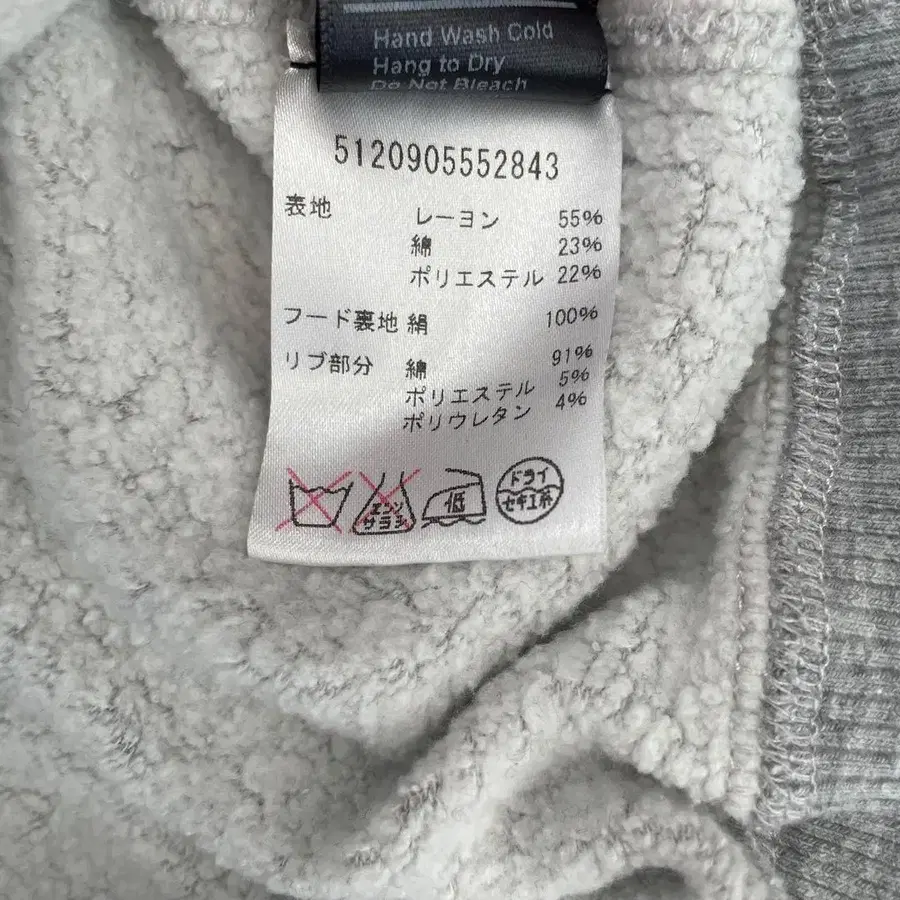 Hand Wash Cold
Hang to Dry
Do Not Bleach
5120905552843
表地 レーヨン 55%
綿 23%
ポリエステル 22%
フード裏地 絹 100%
リブ部分 綿 91%
ポリエステル 5%
ポリウレタン 4%
エンソ
サラシ
低
ドライ
セキユ系